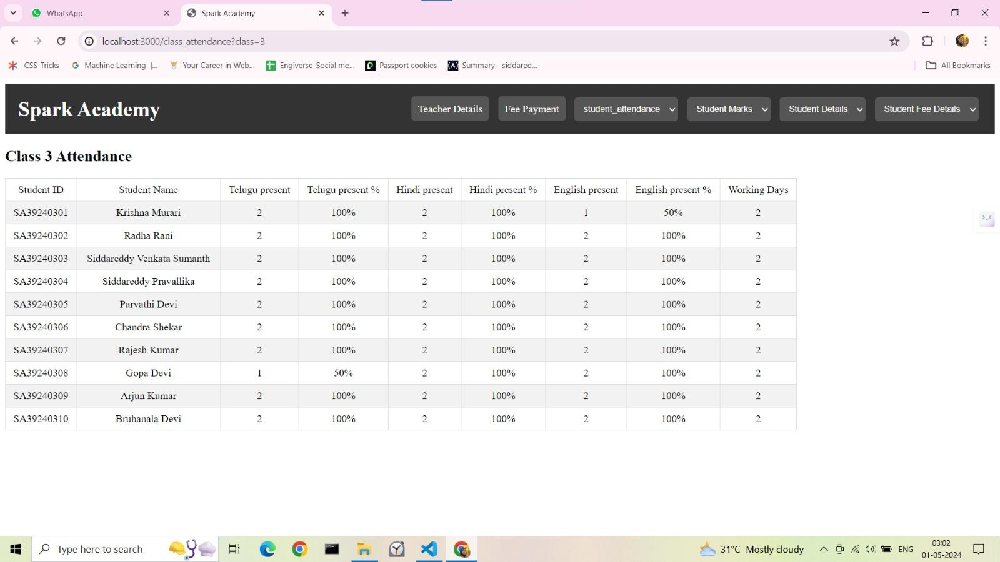 WhatsApp
Spark Academy
localhost:3000/class_attendance?class=3
CSS-Tricks Machine Learning |... Your Career in Web... Engiverse_Social me... Passport cookies Summary - siddared... All Bookmarks
Spark Academy Teacher Details Fee Payment student_attendance Student Marks Student Details Student Fee Details
Class 3 Attendance
Student ID Student Name Telugu present Telugu present % Hindi present Hindi present % English present English present % Working Days
SA39240301 Krishna Murari 2 100% 2 100% 1 50% 2
SA39240302 Radha Rani 2 100% 2 100% 2 100% 2
SA39240303 Siddareddy Venkata Sumanth 2 100% 2 100% 2 100% 2
SA39240304 Siddareddy Pravallika 2 100% 2 100% 2 100% 2
SA39240305 Parvathi Devi 2 100% 2 100% 2 100% 2
SA39240306 Chandra Shekar 2 100% 2 100% 2 100% 2
SA39240307 Rajesh Kumar 2 100% 2 100% 2 100% 2
SA39240308 Gopa Devi 1 50% 2 100% 2 100% 2
SA39240309 Arjun Kumar 2 100% 2 100% 2 100% 2
SA39240310 Bruhanala Devi 2 100% 2 100% 2 100% 2
Type here to search
31°C Mostly cloudy
ENG
03:02
01-05-2024